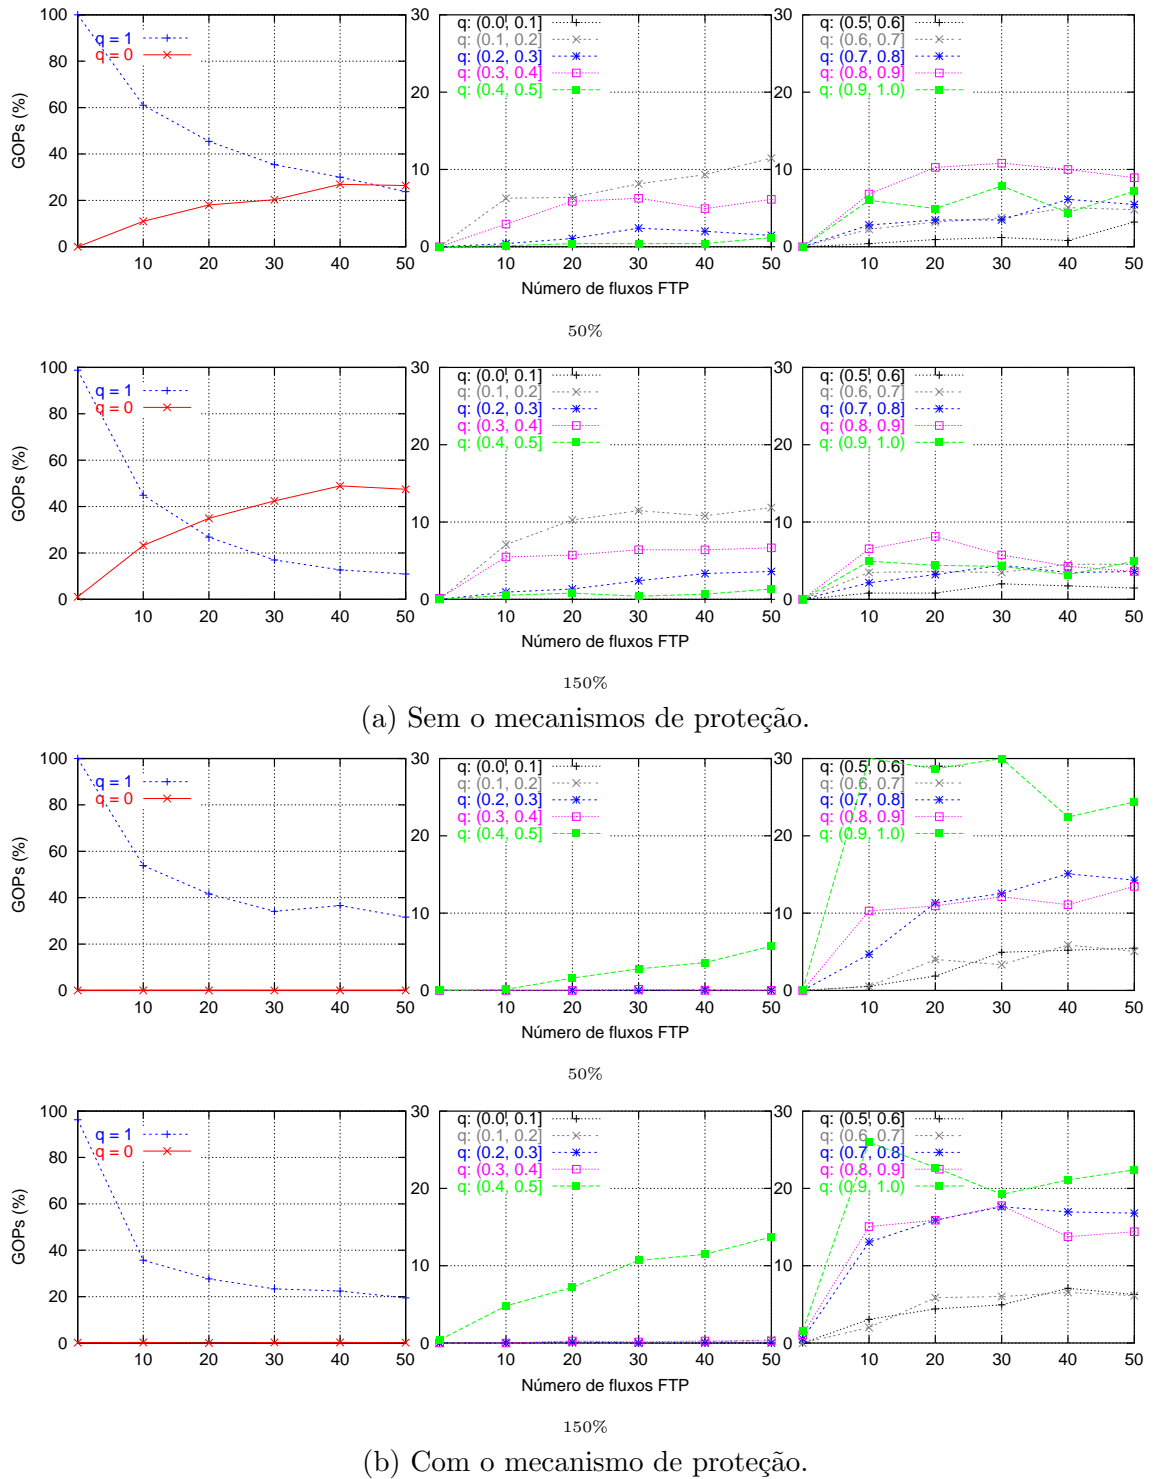 100
80
60
40
20
0
10 20 30 40 50
GOPs (%)
q = 1
q = 0
30
20
10
0
10 20 30 40 50
q: (0.0, 0.1]
q: (0.1, 0.2]
q: (0.2, 0.3]
q: (0.3, 0.4]
q: (0.4, 0.5]
Número de fluxos FTP
30
20
10
0
10 20 30 40 50
q: (0.5, 0.6]
q: (0.6, 0.7]
q: (0.7, 0.8]
q: (0.8, 0.9]
q: (0.9, 1.0)
50%
100
80
60
40
20
0
10 20 30 40 50
GOPs (%)
q = 1
q = 0
30
20
10
0
10 20 30 40 50
q: (0.0, 0.1]
q: (0.1, 0.2]
q: (0.2, 0.3]
q: (0.3, 0.4]
q: (0.4, 0.5]
Número de fluxos FTP
30
20
10
0
10 20 30 40 50
q: (0.5, 0.6]
q: (0.6, 0.7]
q: (0.7, 0.8]
q: (0.8, 0.9]
q: (0.9, 1.0)
150%
(a) Sem o mecanismos de proteção.
100
80
60
40
20
0
10 20 30 40 50
GOPs (%)
q = 1
q = 0
30
20
10
0
10 20 30 40 50
q: (0.0, 0.1]
q: (0.1, 0.2]
q: (0.2, 0.3]
q: (0.3, 0.4]
q: (0.4, 0.5]
Número de fluxos FTP
30
20
10
0
10 20 30 40 50
q: (0.5, 0.6]
q: (0.6, 0.7]
q: (0.7, 0.8]
q: (0.8, 0.9]
q: (0.9, 1.0)
50%
100
80
60
40
20
0
10 20 30 40 50
GOPs (%)
q = 1
q = 0
30
20
10
0
10 20 30 40 50
q: (0.0, 0.1]
q: (0.1, 0.2]
q: (0.2, 0.3]
q: (0.3, 0.4]
q: (0.4, 0.5]
Número de fluxos FTP
30
20
10
0
10 20 30 40 50
q: (0.5, 0.6]
q: (0.6, 0.7]
q: (0.7, 0.8]
q: (0.8, 0.9]
q: (0.9, 1.0)
150%
(b) Com o mecanismo de proteção.